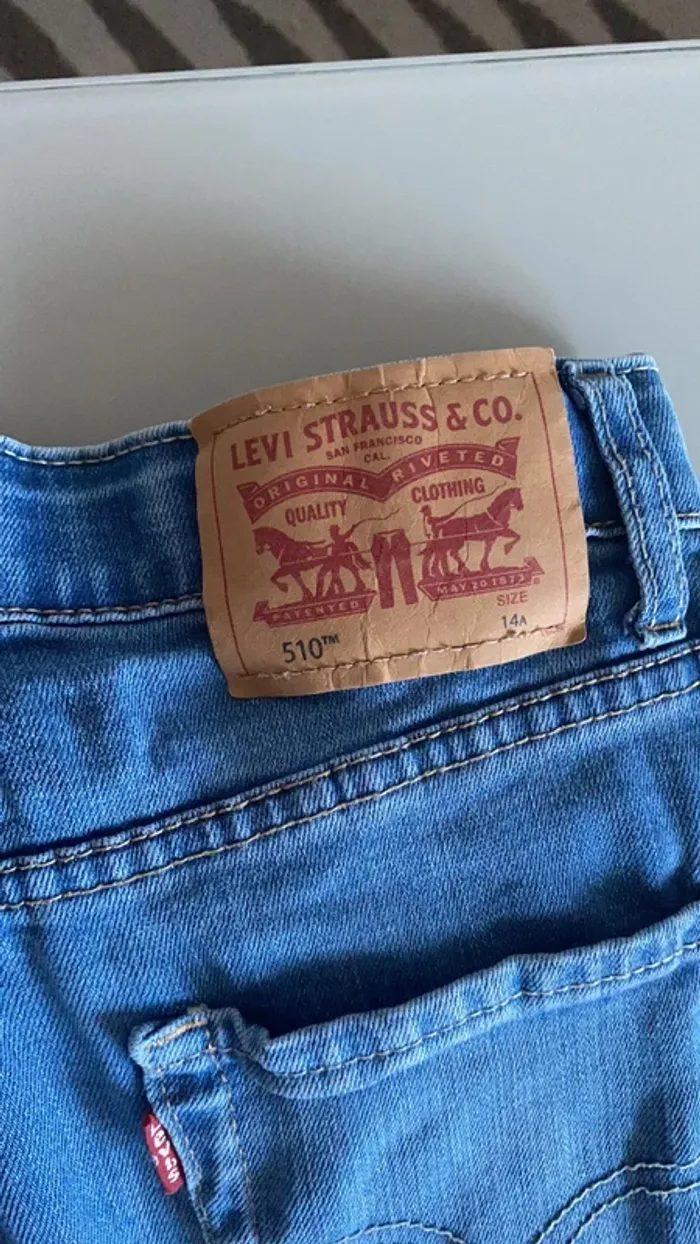 LEVI STRAUSS & CO.
SAN FRANCISCO
CAL.
ORIGINAL RIVETED
QUALITY CLOTHING
PATENTED MAY 20 1873 ®
SIZE
510™ 14A
LEVI'S